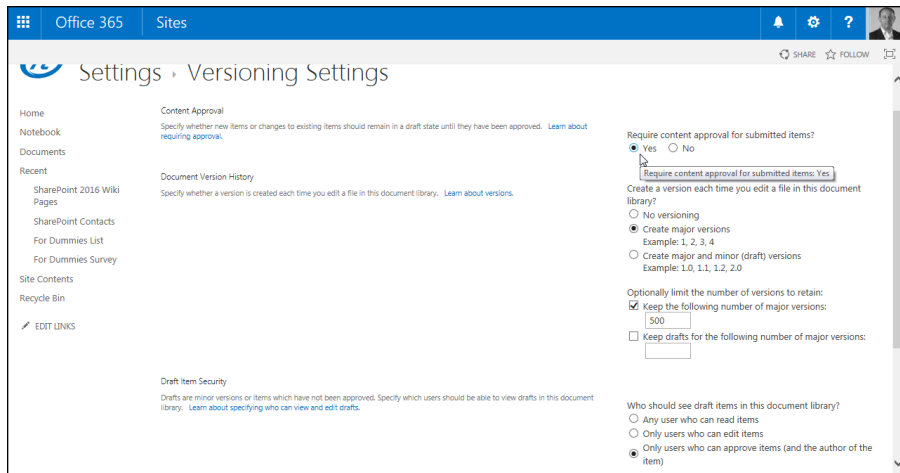 Office 365
Sites
?
SHARE
FOLLOW
Settings › Versioning Settings
Home
Notebook
Documents
Recent
SharePoint 2016 Wiki
Pages
SharePoint Contacts
For Dummies List
For Dummies Survey
Site Contents
Recycle Bin
EDIT LINKS
Content Approval
Specify whether new items or changes to existing items should remain in a draft state until they have been approved. Learn about
requiring approval.
Require content approval for submitted items?
Yes No
Require content approval for submitted items: Yes
Document Version History
Specify whether a version is created each time you edit a file in this document library. Learn about versions.
Create a version each time you edit a file in this document
library?
No versioning
Create major versions
Example: 1, 2, 3, 4
Create major and minor (draft) versions
Example: 1.0, 1.1, 1.2, 2.0
Optionally limit the number of versions to retain:
Keep the following number of major versions:
500
Keep drafts for the following number of major versions:
Draft Item Security
Drafts are minor versions or items which have not been approved. Specify which users should be able to view drafts in this document
library. Learn about specifying who can view and edit drafts.
Who should see draft items in this document library?
Any user who can read items
Only users who can edit items
Only users who can approve items (and the author of the
item)